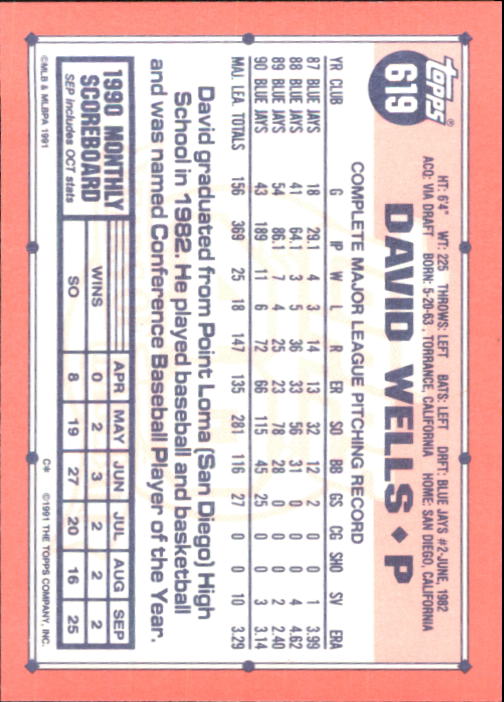 TOPPS®
619
HT: 6'4" WT: 225 THROWS: LEFT BATS: LEFT DRFT: BLUE JAYS #2-JUNE, 1982
ACQ: VIA DRAFT BORN: 5-20-63, TORRANCE, CALIFORNIA HOME: SAN DIEGO, CALIFORNIA
DAVID WELLS ◆ P
COMPLETE MAJOR LEAGUE PITCHING RECORD
YR CLUB G IP W L R ER SO BB GS CG SHO SV ERA
87 BLUE JAYS 18 29.1 4 3 14 13 32 12 2 0 0 1 3.99
88 BLUE JAYS 41 64.1 3 5 36 33 56 31 0 0 0 4 4.62
89 BLUE JAYS 54 86.1 7 4 25 23 78 28 0 0 0 2 2.40
90 BLUE JAYS 43 189 11 6 72 66 115 45 25 0 0 3 3.14
MAJ. LEA. TOTALS 156 369 25 18 147 135 281 116 27 0 0 10 3.29
David graduated from Point Loma (San Diego) High
School in 1982. He played baseball and basketball
and was named Conference Baseball Player of the Year.
1990 MONTHLY
SCOREBOARD
SEP includes OCT stats
APR MAY JUN JUL AUG SEP
WINS 0 2 3 2 2 2
SO 8 19 27 20 16 25
©MLB & MLBPA 1991 C* ©1991 THE TOPPS COMPANY, INC.